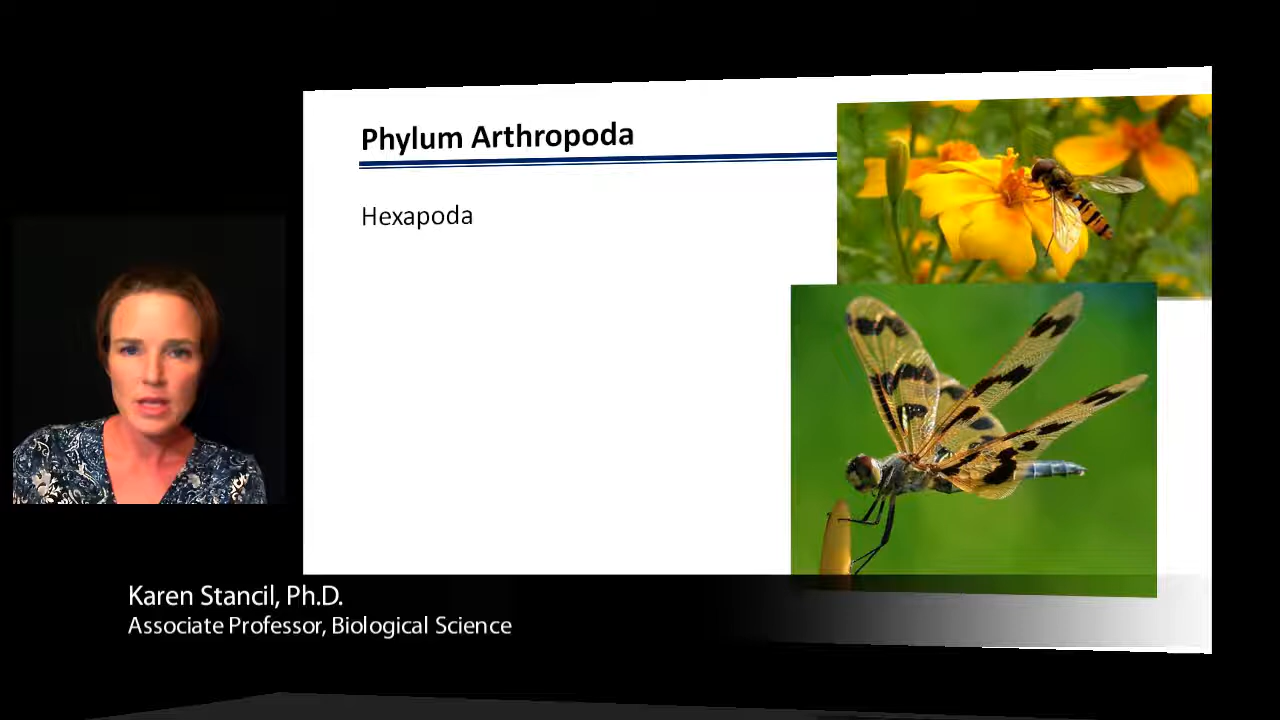 Phylum Arthropoda
Hexapoda
Karen Stancil, Ph.D.
Associate Professor, Biological Science